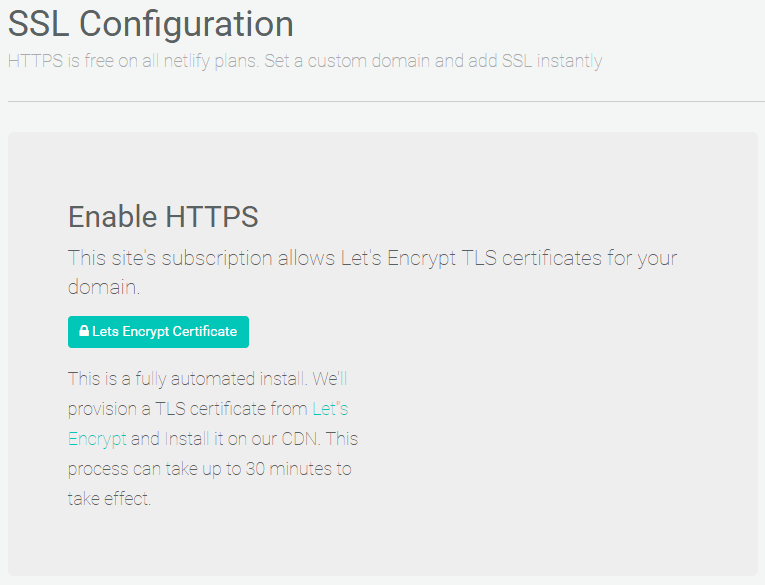 SSL Configuration
HTTPS is free on all netlify plans. Set a custom domain and add SSL instantly
Enable HTTPS
This site's subscription allows Let's Encrypt TLS certificates for your
domain.
Lets Encrypt Certificate
This is a fully automated install. We'll
provision a TLS certificate from Let"s
Encrypt and Install it on our CDN. This
process can take up to 30 minutes to
take effect.